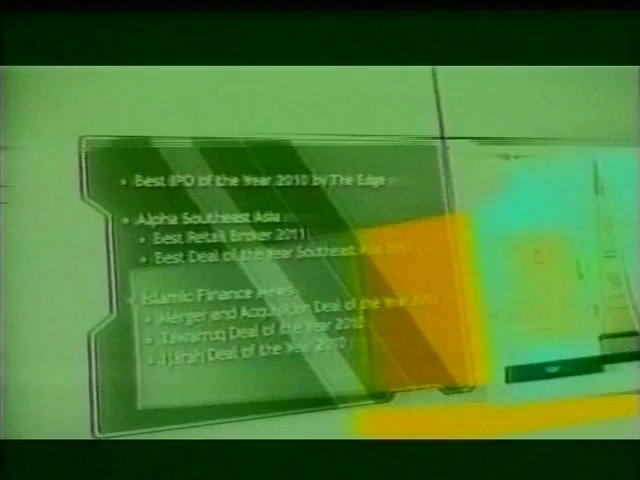 • Best IPO of the Year 2010 by The Edge
• Alpha Southeast Asia
• Best Retail Broker 2011
• Best Deal of the Year Southeast Asia 2010
• Islamic Finance News
• Merger and Acquisition Deal of the Year 2010
• Tawarruq Deal of the Year 2010
• Ijarah Deal of the Year 2010